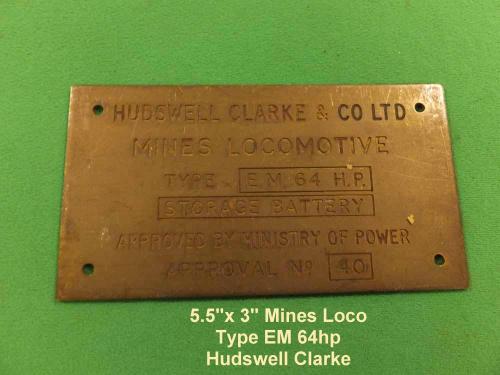 HUDSWELL CLARKE & CO LTD
MINES LOCOMOTIVE
TYPE EM 64 H.P.
STORAGE BATTERY
APPROVED BY MINISTRY OF POWER
APPROVAL No 40
5.5"x 3" Mines Loco
Type EM 64hp
Hudswell Clarke